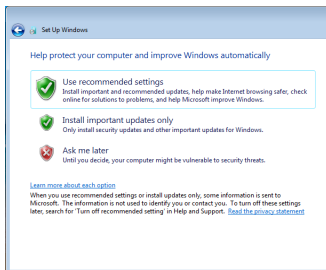 Set Up Windows
Help protect your computer and improve Windows automatically
Use recommended settings
Install important and recommended updates, help make Internet browsing safer, check
online for solutions to problems, and help Microsoft improve Windows.
Install important updates only
Only install security updates and other important updates for Windows.
Ask me later
Until you decide, your computer might be vulnerable to security threats.
Learn more about each option
When you use recommended settings or install updates only, some information is sent to
Microsoft. The information is not used to identify you or contact you. To turn off these settings
later, search for 'Turn off recommended setting' in Help and Support. Read the privacy statement